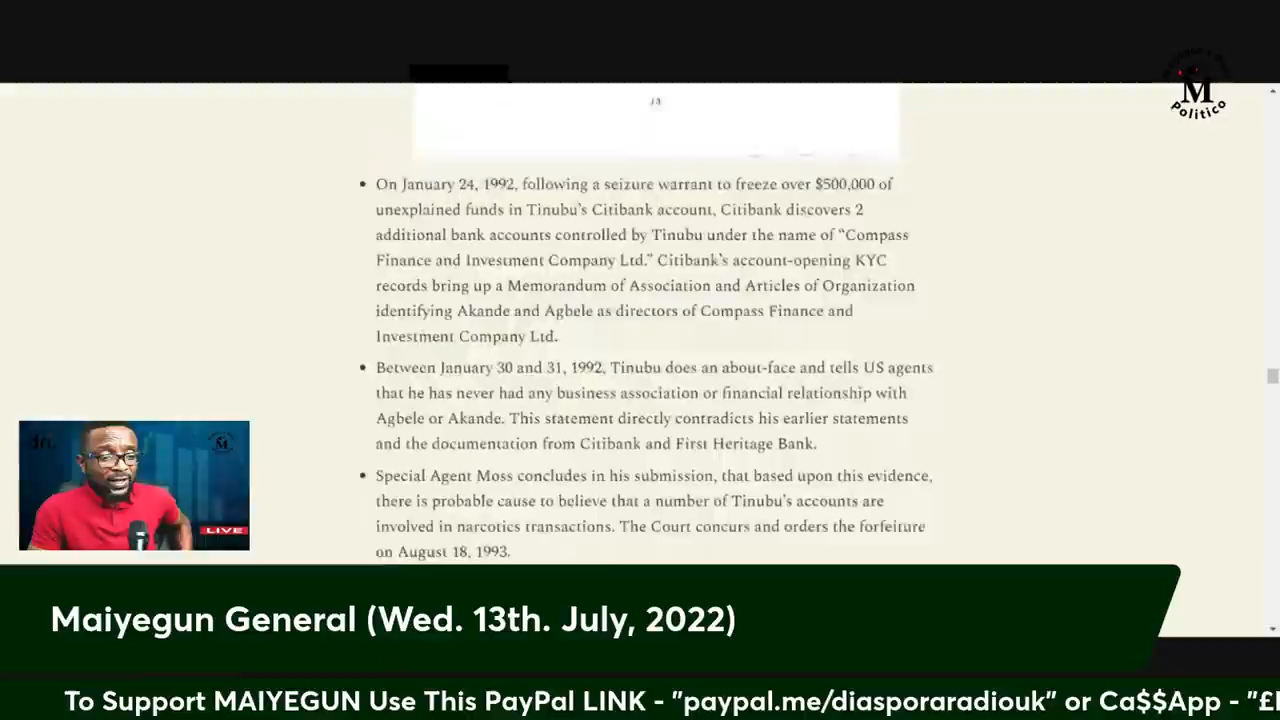 M
Politico
• On January 24, 1992, following a seizure warrant to freeze over $500,000 of
unexplained funds in Tinubu's Citibank account, Citibank discovers 2
additional bank accounts controlled by Tinubu under the name of “Compass
Finance and Investment Company Ltd.” Citibank's account-opening KYC
records bring up a Memorandum of Association and Articles of Organization
identifying Akande and Agbele as directors of Compass Finance and
Investment Company Ltd.
• Between January 30 and 31, 1992, Tinubu does an about-face and tells US agents
that he has never had any business association or financial relationship with
Agbele or Akande. This statement directly contradicts his earlier statements
and the documentation from Citibank and First Heritage Bank.
• Special Agent Moss concludes in his submission, that based upon this evidence,
there is probable cause to believe that a number of Tinubu's accounts are
involved in narcotics transactions. The Court concurs and orders the forfeiture
on August 18, 1993.
M
LIVE
Maiyegun General (Wed. 13th. July, 2022)
To Support MAIYEGUN Use This PayPal LINK - "paypal.me/diasporaradiouk" or Ca$$App - "£